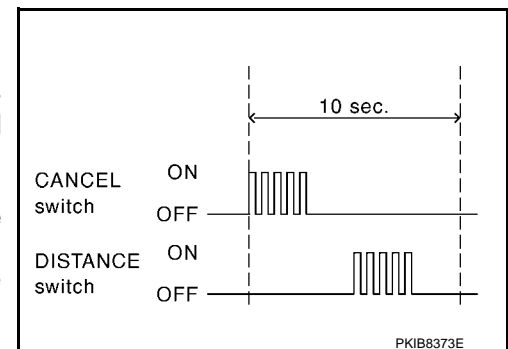 10 sec.
CANCEL
switch
ON
OFF
DISTANCE
switch
ON
OFF
PKIB8373E